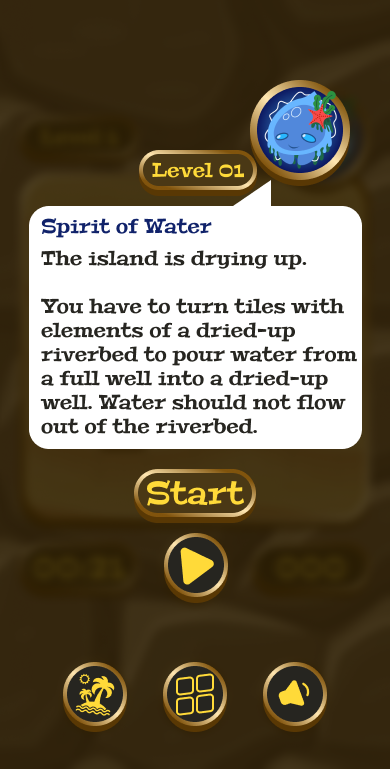 Level 01
Spirit of Water
The island is drying up.
You have to turn tiles with
elements of a dried-up
riverbed to pour water from
a full well into a dried-up
well. Water should not flow
out of the riverbed.
Start